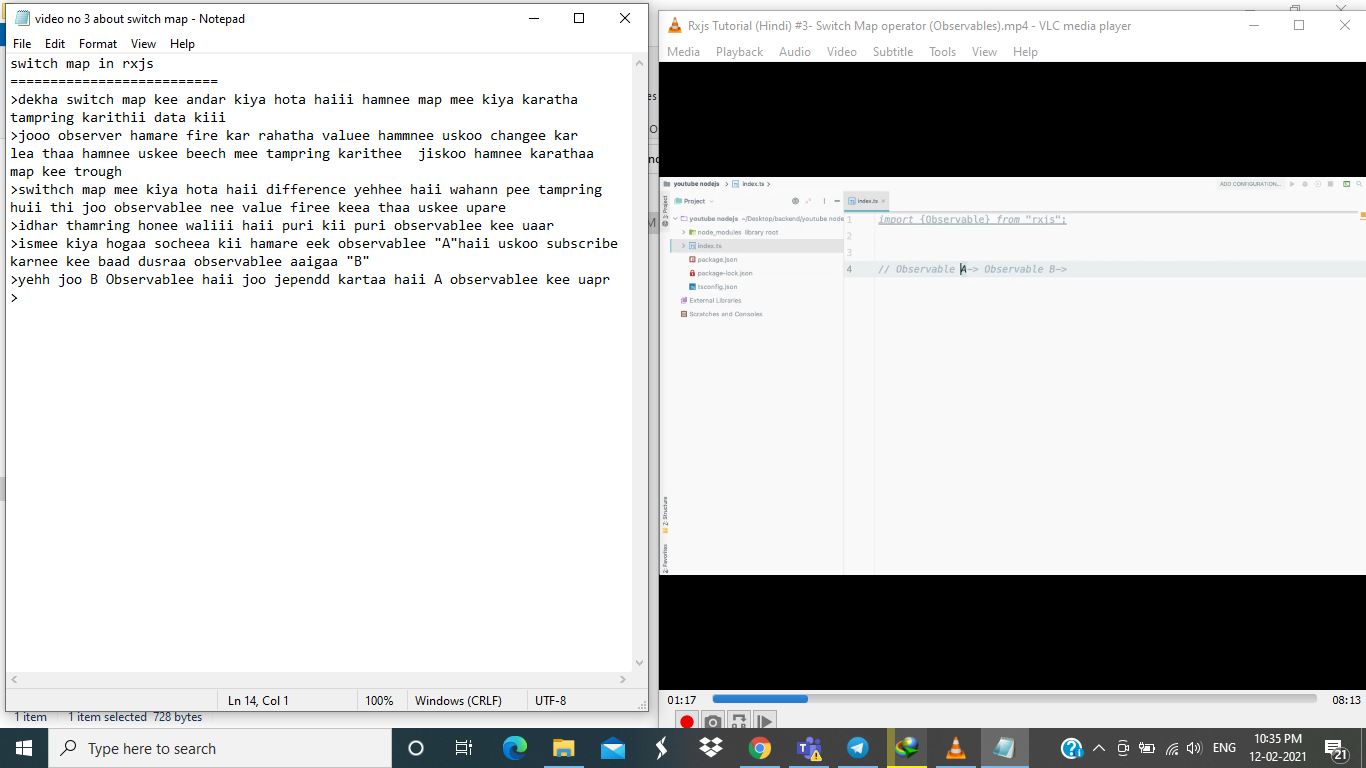 video no 3 about switch map - Notepad
File Edit Format View Help
switch map in rxjs
==========================
>dekha switch map kee andar kiya hota haiii hamnee map mee kiya karatha
tampring karithii data kiii
>jooo observer hamare fire kar rahatha valuee hammnee uskoo changee kar
lea thaa hamnee uskee beech mee tampring karithee  jiskoo hamnee karathaa
map kee trough
>swithch map mee kiya hota haii difference yehhee haii wahann pee tampring
huii thi joo observablee nee value firee keea thaa uskee upare
>idhar thamring honee waliii haii puri kii puri observablee kee uaar
>ismee kiya hogaa socheea kii hamare eek observablee "A"haii uskoo subscribe
karnee kee baad dusraa observablee aaigaa "B"
>yehh joo B Observablee haii joo jependd kartaa haii A observablee kee uapr
>
Ln 14, Col 1 100% Windows (CRLF) UTF-8
1 item 1 item selected 728 bytes
Rxjs Tutorial (Hindi) #3- Switch Map operator (Observables).mp4 - VLC media player
Media Playback Audio Video Subtitle Tools View Help
youtube nodejs index.ts
ADD CONFIGURATION...
Project
index.ts
youtube nodejs ~/Desktop/backend/youtube node
node_modules library root
index.ts
package.json
package-lock.json
tsconfig.json
External Libraries
Scratches and Consoles
1 import {Observable} from "rxjs";
2
3
4 // Observable A-> Observable B->
1: Project
Z: Structure
2: Favorites
01:17 08:13
Type here to search
ENG
10:35 PM
12-02-2021
21